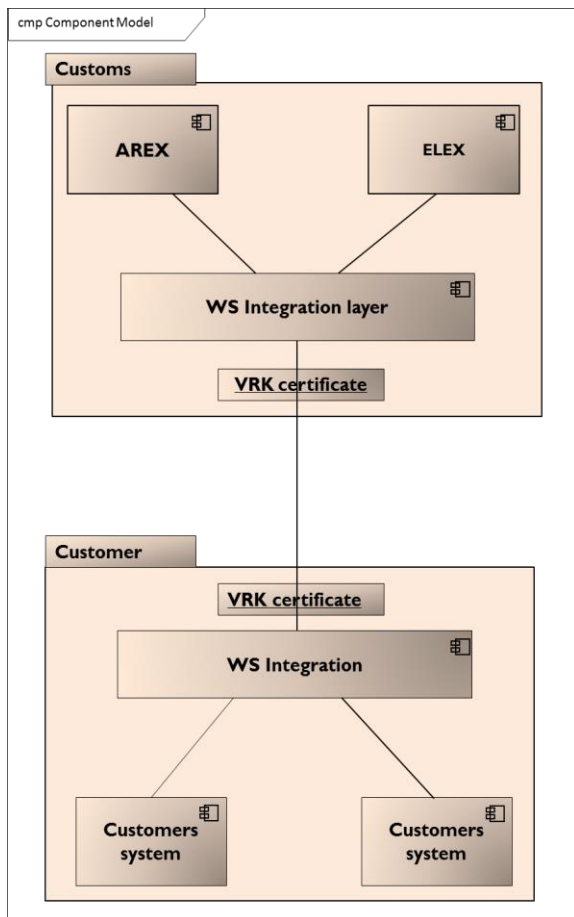 cmp Component Model
Customs
AREX
ELEX
WS Integration layer
VRK certificate
Customer
VRK certificate
WS Integration
Customers
system
Customers
system